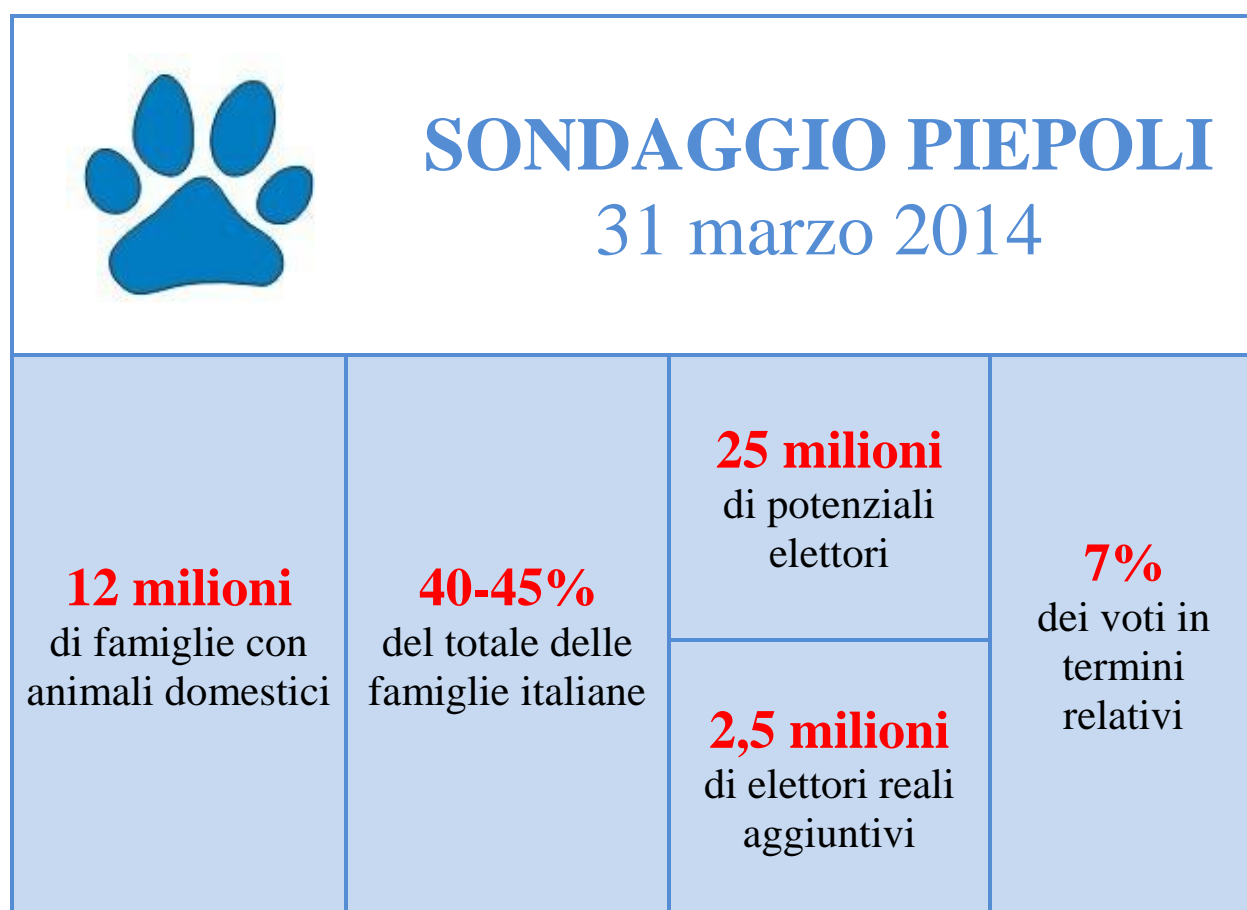 SONDAGGIO PIEPOLI
31 marzo 2014
12 milioni
di famiglie con
animali domestici
40-45%
del totale delle
famiglie italiane
25 milioni
di potenziali
elettori
2,5 milioni
di elettori reali
aggiuntivi
7%
dei voti in
termini
relativi